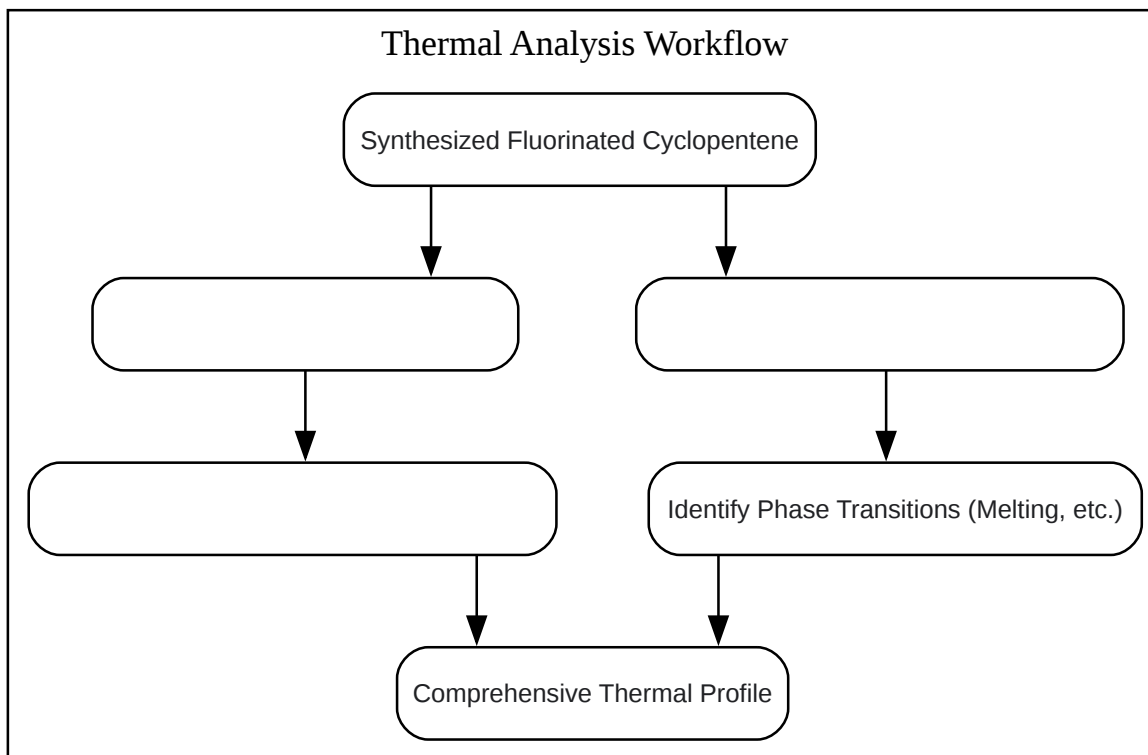 Thermal Analysis Workflow
Synthesized Fluorinated Cyclopentene
Identify Phase Transitions (Melting, etc.)
Comprehensive Thermal Profile